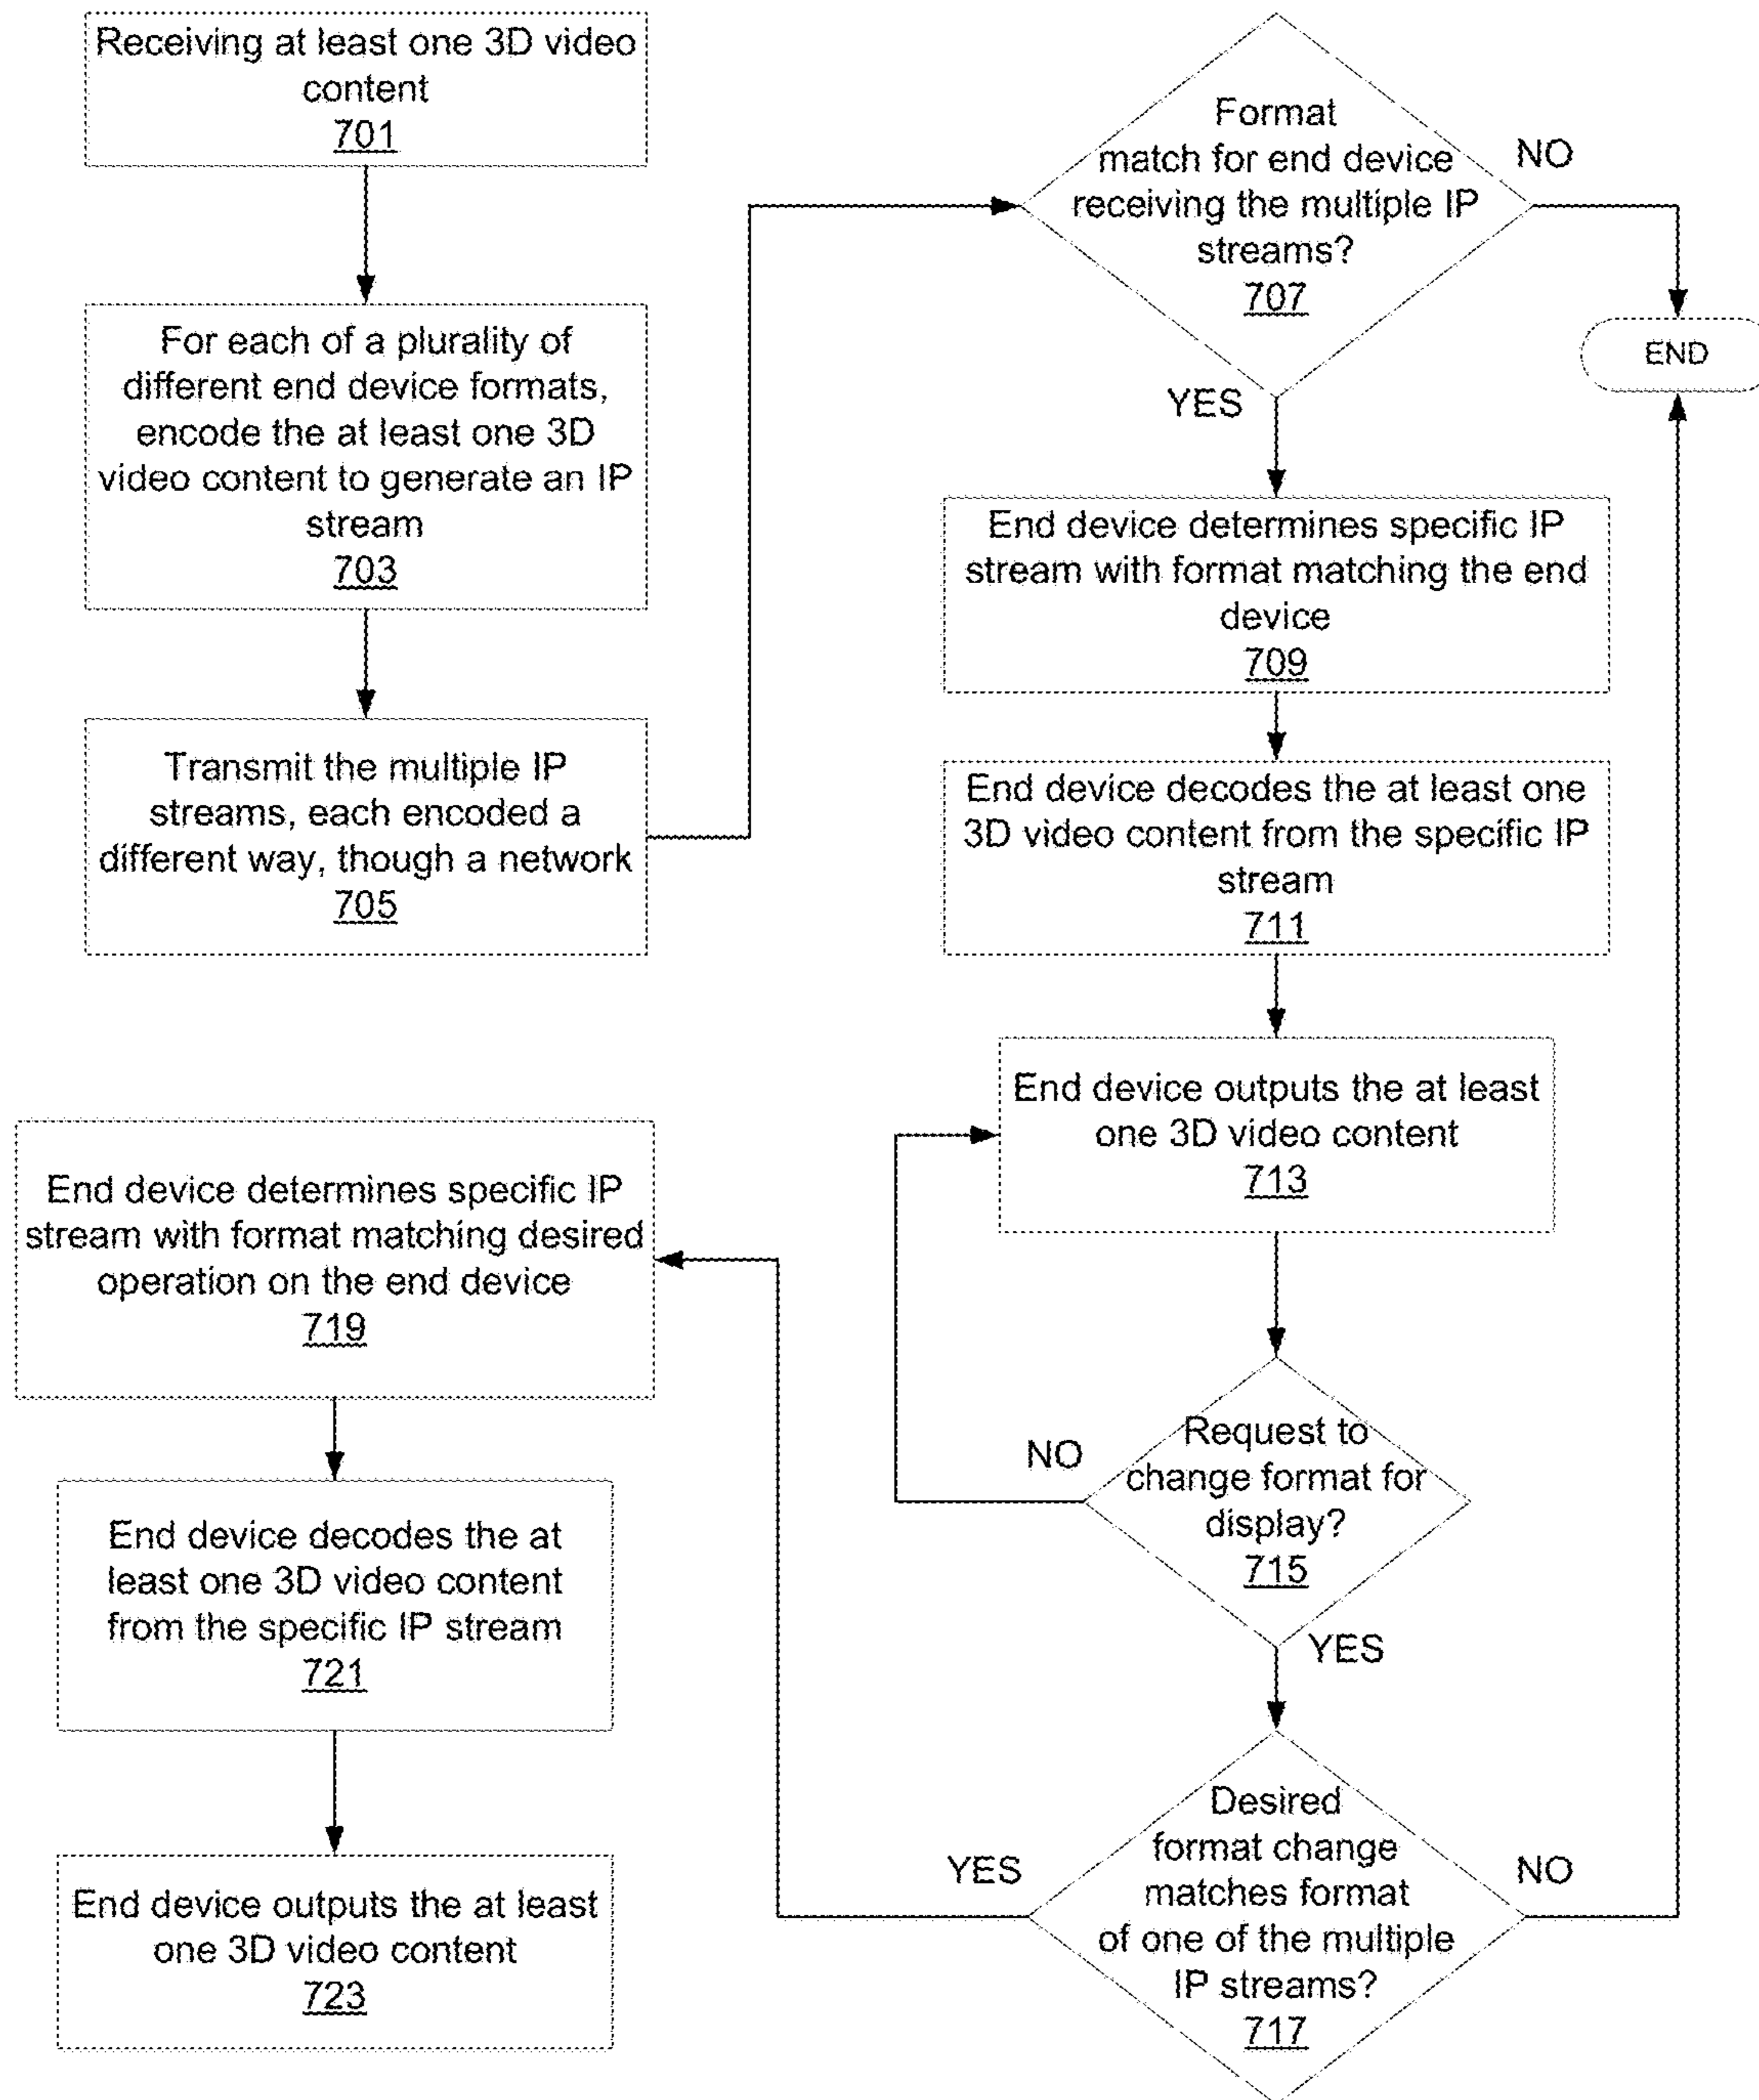 Receiving at least one 3D video
content
701
For each of a plurality of
different end device formats,
encode the at least one 3D
video content to generate an IP
stream
703
Transmit the multiple IP
streams, each encoded a
different way, though a network
705
Format
match for end device
receiving the multiple IP
streams?
707
NO
END
YES
End device determines specific IP
stream with format matching the end
device
709
End device decodes the at least one
3D video content from the specific IP
stream
711
End device outputs the at least
one 3D video content
713
Request to
change format for
display?
715
NO
YES
Desired
format change
matches format
of one of the multiple
IP streams?
717
YES
NO
End device determines specific IP
stream with format matching desired
operation on the end device
719
End device decodes the at
least one 3D video content
from the specific IP stream
721
End device outputs the at least
one 3D video content
723